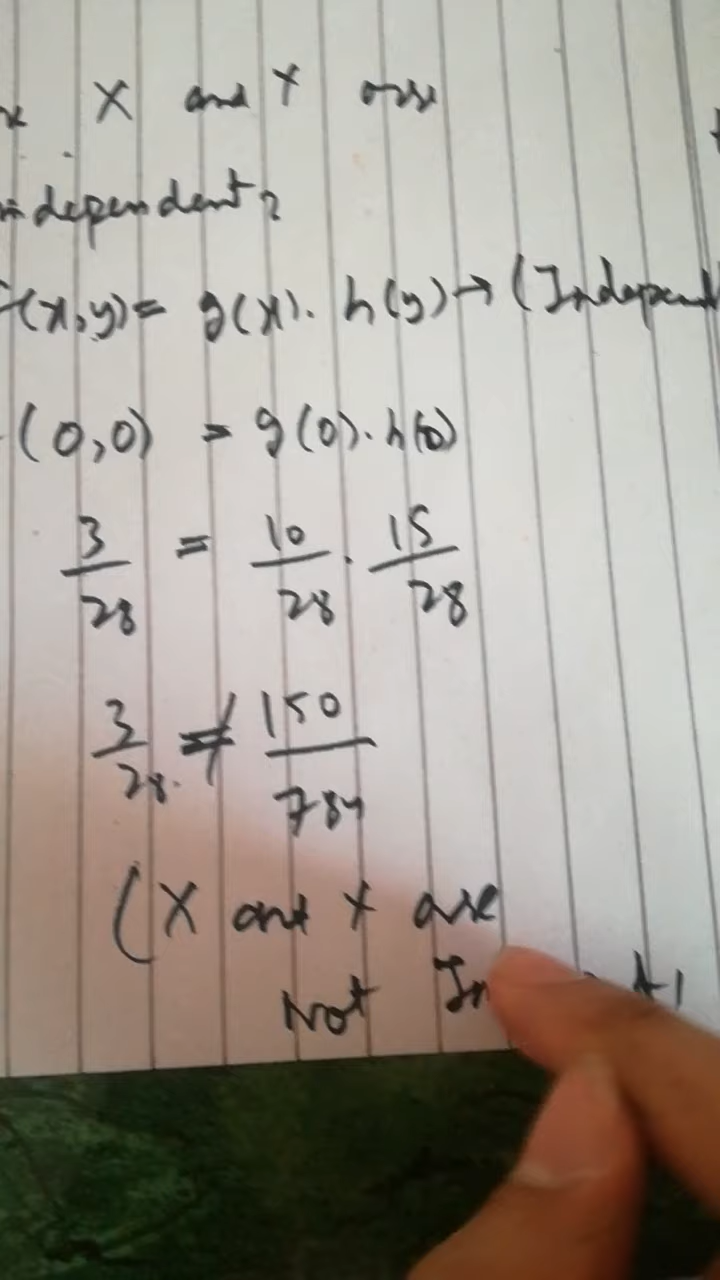 X and Y are
independent?
f(x,y) = g(x). h(y) → (Independ
(0,0) = g(0). h(0)
3/28 = 10/28 . 15/28
3/28. ≠ 150/784
(X and Y are
Not